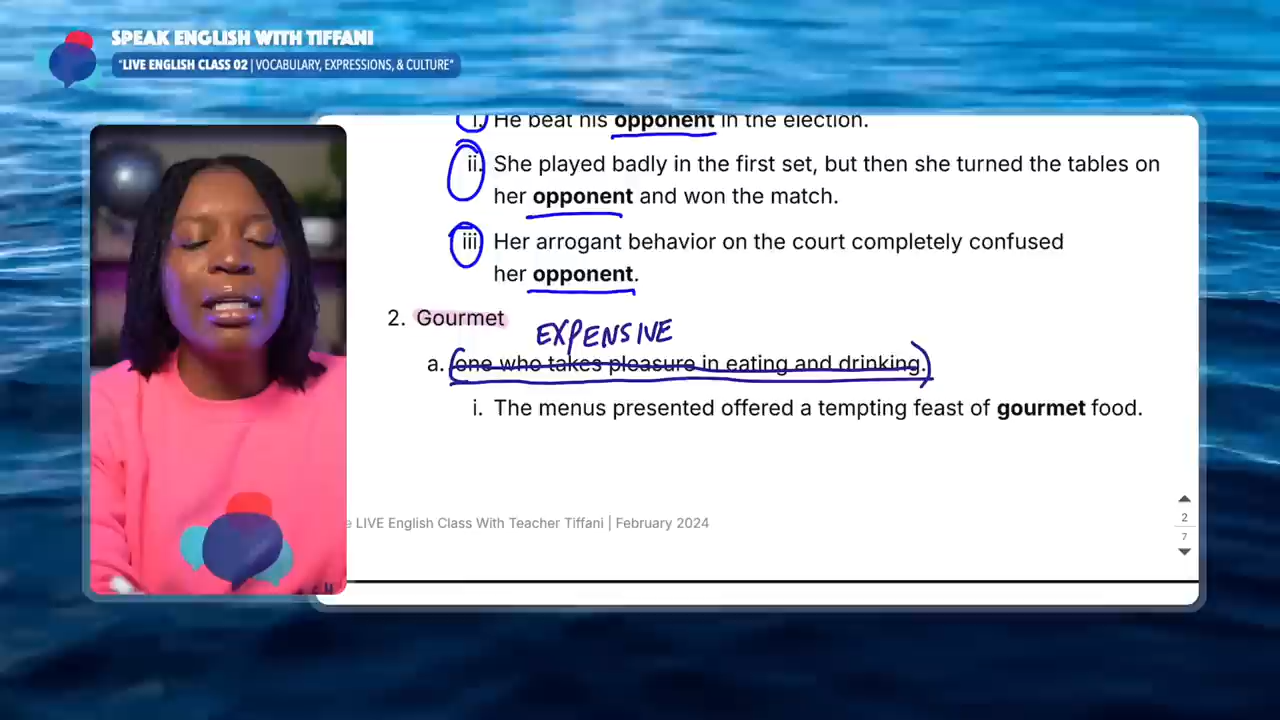 SPEAK ENGLISH WITH TIFFANI
"LIVE ENGLISH CLASS 02 | VOCABULARY, EXPRESSIONS, & CULTURE"
i. He beat his opponent in the election.
ii. She played badly in the first set, but then she turned the tables on
her opponent and won the match.
iii. Her arrogant behavior on the court completely confused
her opponent.
2. Gourmet
EXPENSIVE
a. one who takes pleasure in eating and drinking.
i. The menus presented offered a tempting feast of gourmet food.
e LIVE English Class With Teacher Tiffani | February 2024
2
7